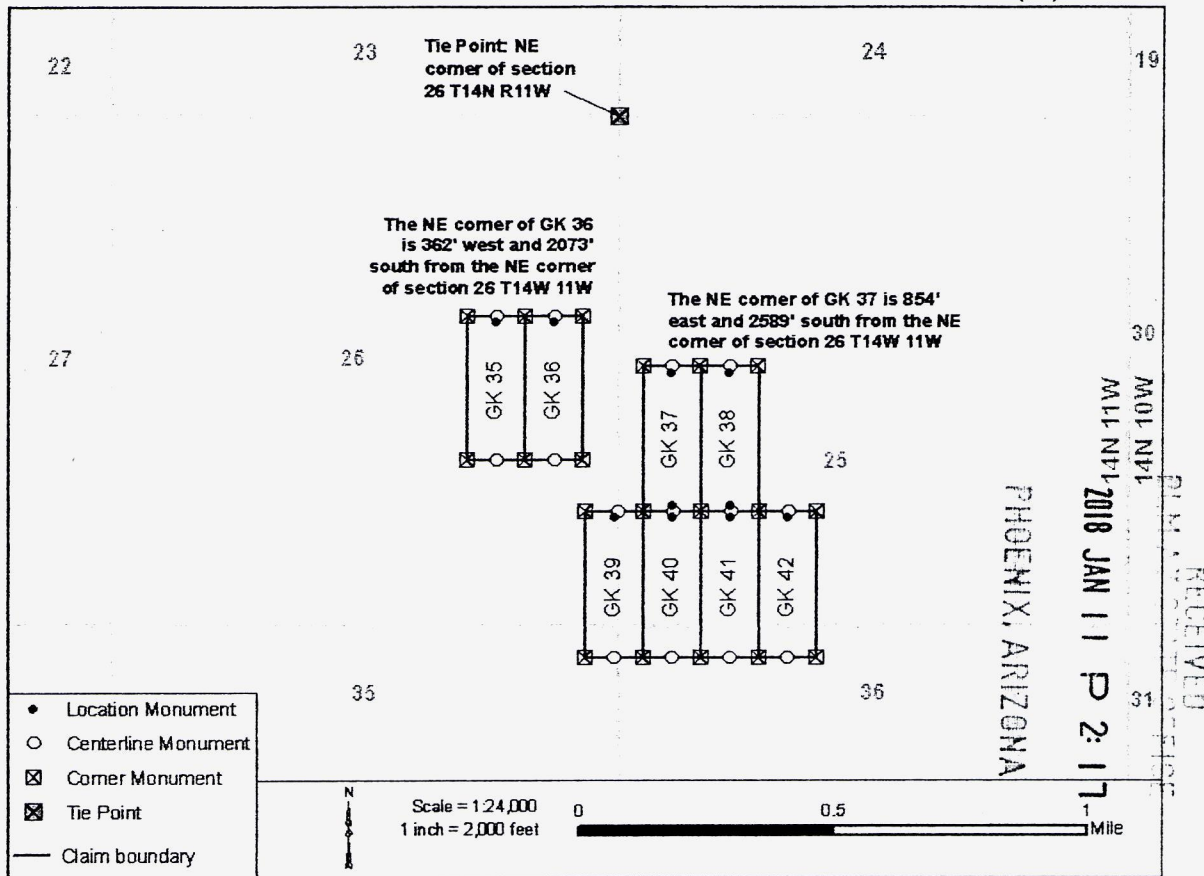 22
23
24
19
Tie Point: NE
corner of section
26 T14N R11W
The NE corner of GK 36
is 362' west and 2073'
south from the NE corner
of section 26 T14W 11W
The NE corner of GK 37 is 854'
east and 2589' south from the NE
corner of section 26 T14W 11W
27
26
25
30
GK 35
GK 36
GK 37
GK 38
GK 39
GK 40
GK 41
GK 42
14N 11W
14N 10W
RECEIVED
2018 JAN 11 P 2:17
PHOENIX, ARIZONA
35
36
31
Location Monument
Centerline Monument
Corner Monument
Tie Point
Claim boundary
N
Scale = 1:24,000
1 inch = 2,000 feet
0
0.5
1
Mile